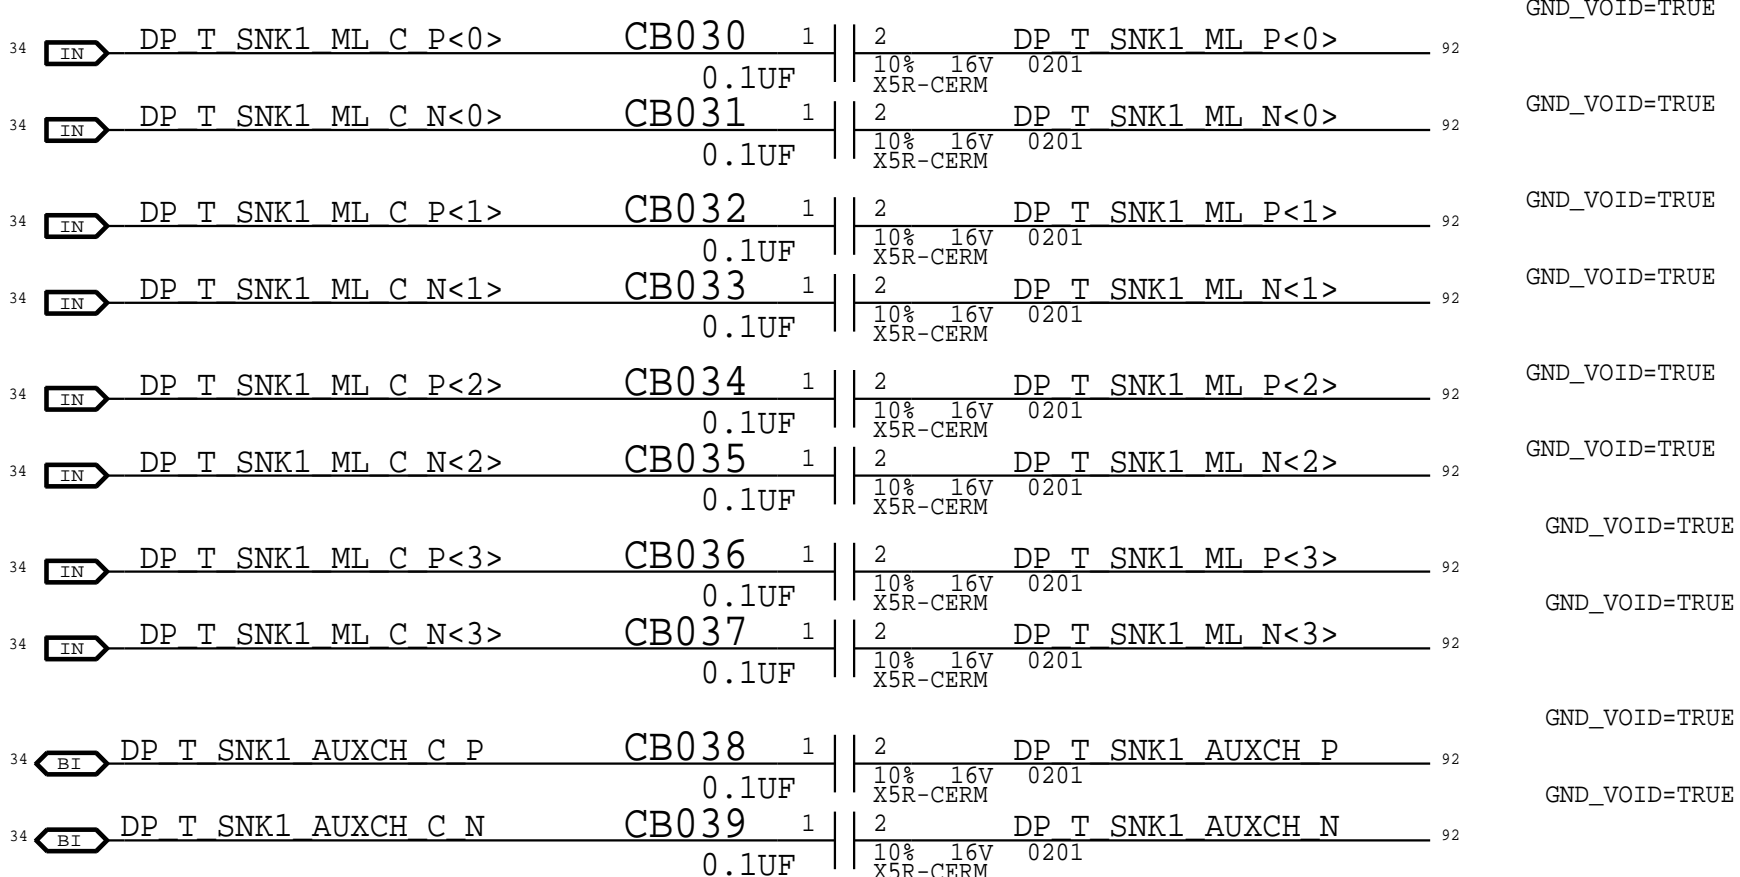 GND_VOID=TRUE
34 IN DP_T_SNK1_ML_C_P<0> CB030 1 2 DP_T_SNK1_ML_P<0> 92
0.1UF 10% 16V 0201
X5R-CERM
GND_VOID=TRUE
34 IN DP_T_SNK1_ML_C_N<0> CB031 1 2 DP_T_SNK1_ML_N<0> 92
0.1UF 10% 16V 0201
X5R-CERM
GND_VOID=TRUE
34 IN DP_T_SNK1_ML_C_P<1> CB032 1 2 DP_T_SNK1_ML_P<1> 92
0.1UF 10% 16V 0201
X5R-CERM
GND_VOID=TRUE
34 IN DP_T_SNK1_ML_C_N<1> CB033 1 2 DP_T_SNK1_ML_N<1> 92
0.1UF 10% 16V 0201
X5R-CERM
GND_VOID=TRUE
34 IN DP_T_SNK1_ML_C_P<2> CB034 1 2 DP_T_SNK1_ML_P<2> 92
0.1UF 10% 16V 0201
X5R-CERM
GND_VOID=TRUE
34 IN DP_T_SNK1_ML_C_N<2> CB035 1 2 DP_T_SNK1_ML_N<2> 92
0.1UF 10% 16V 0201
X5R-CERM
GND_VOID=TRUE
34 IN DP_T_SNK1_ML_C_P<3> CB036 1 2 DP_T_SNK1_ML_P<3> 92
0.1UF 10% 16V 0201
X5R-CERM
GND_VOID=TRUE
34 IN DP_T_SNK1_ML_C_N<3> CB037 1 2 DP_T_SNK1_ML_N<3> 92
0.1UF 10% 16V 0201
X5R-CERM
GND_VOID=TRUE
34 BI DP_T_SNK1_AUXCH_C_P CB038 1 2 DP_T_SNK1_AUXCH_P 92
0.1UF 10% 16V 0201
X5R-CERM
GND_VOID=TRUE
34 BI DP_T_SNK1_AUXCH_C_N CB039 1 2 DP_T_SNK1_AUXCH_N 92
0.1UF 10% 16V 0201
X5R-CERM